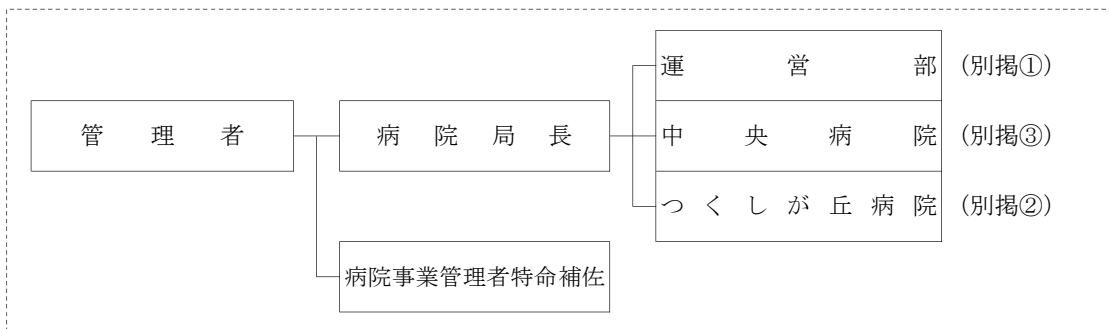 運営部 (別掲①)
管理者 病院局長 中央病院 (別掲③)
つくしが丘病院 (別掲②)
病院事業管理者特命補佐